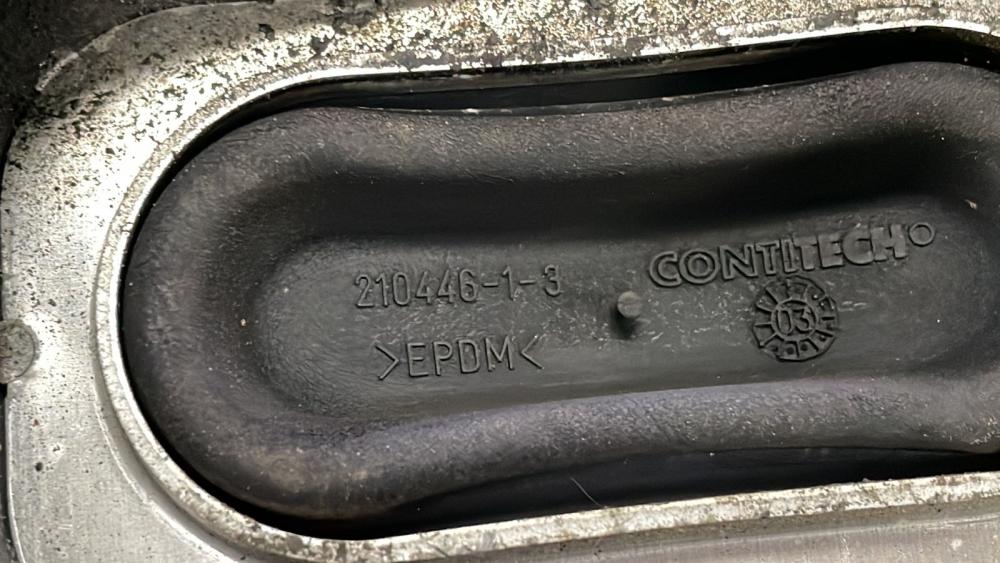 210446-1-3
CONTITECH
03
>EPDM<